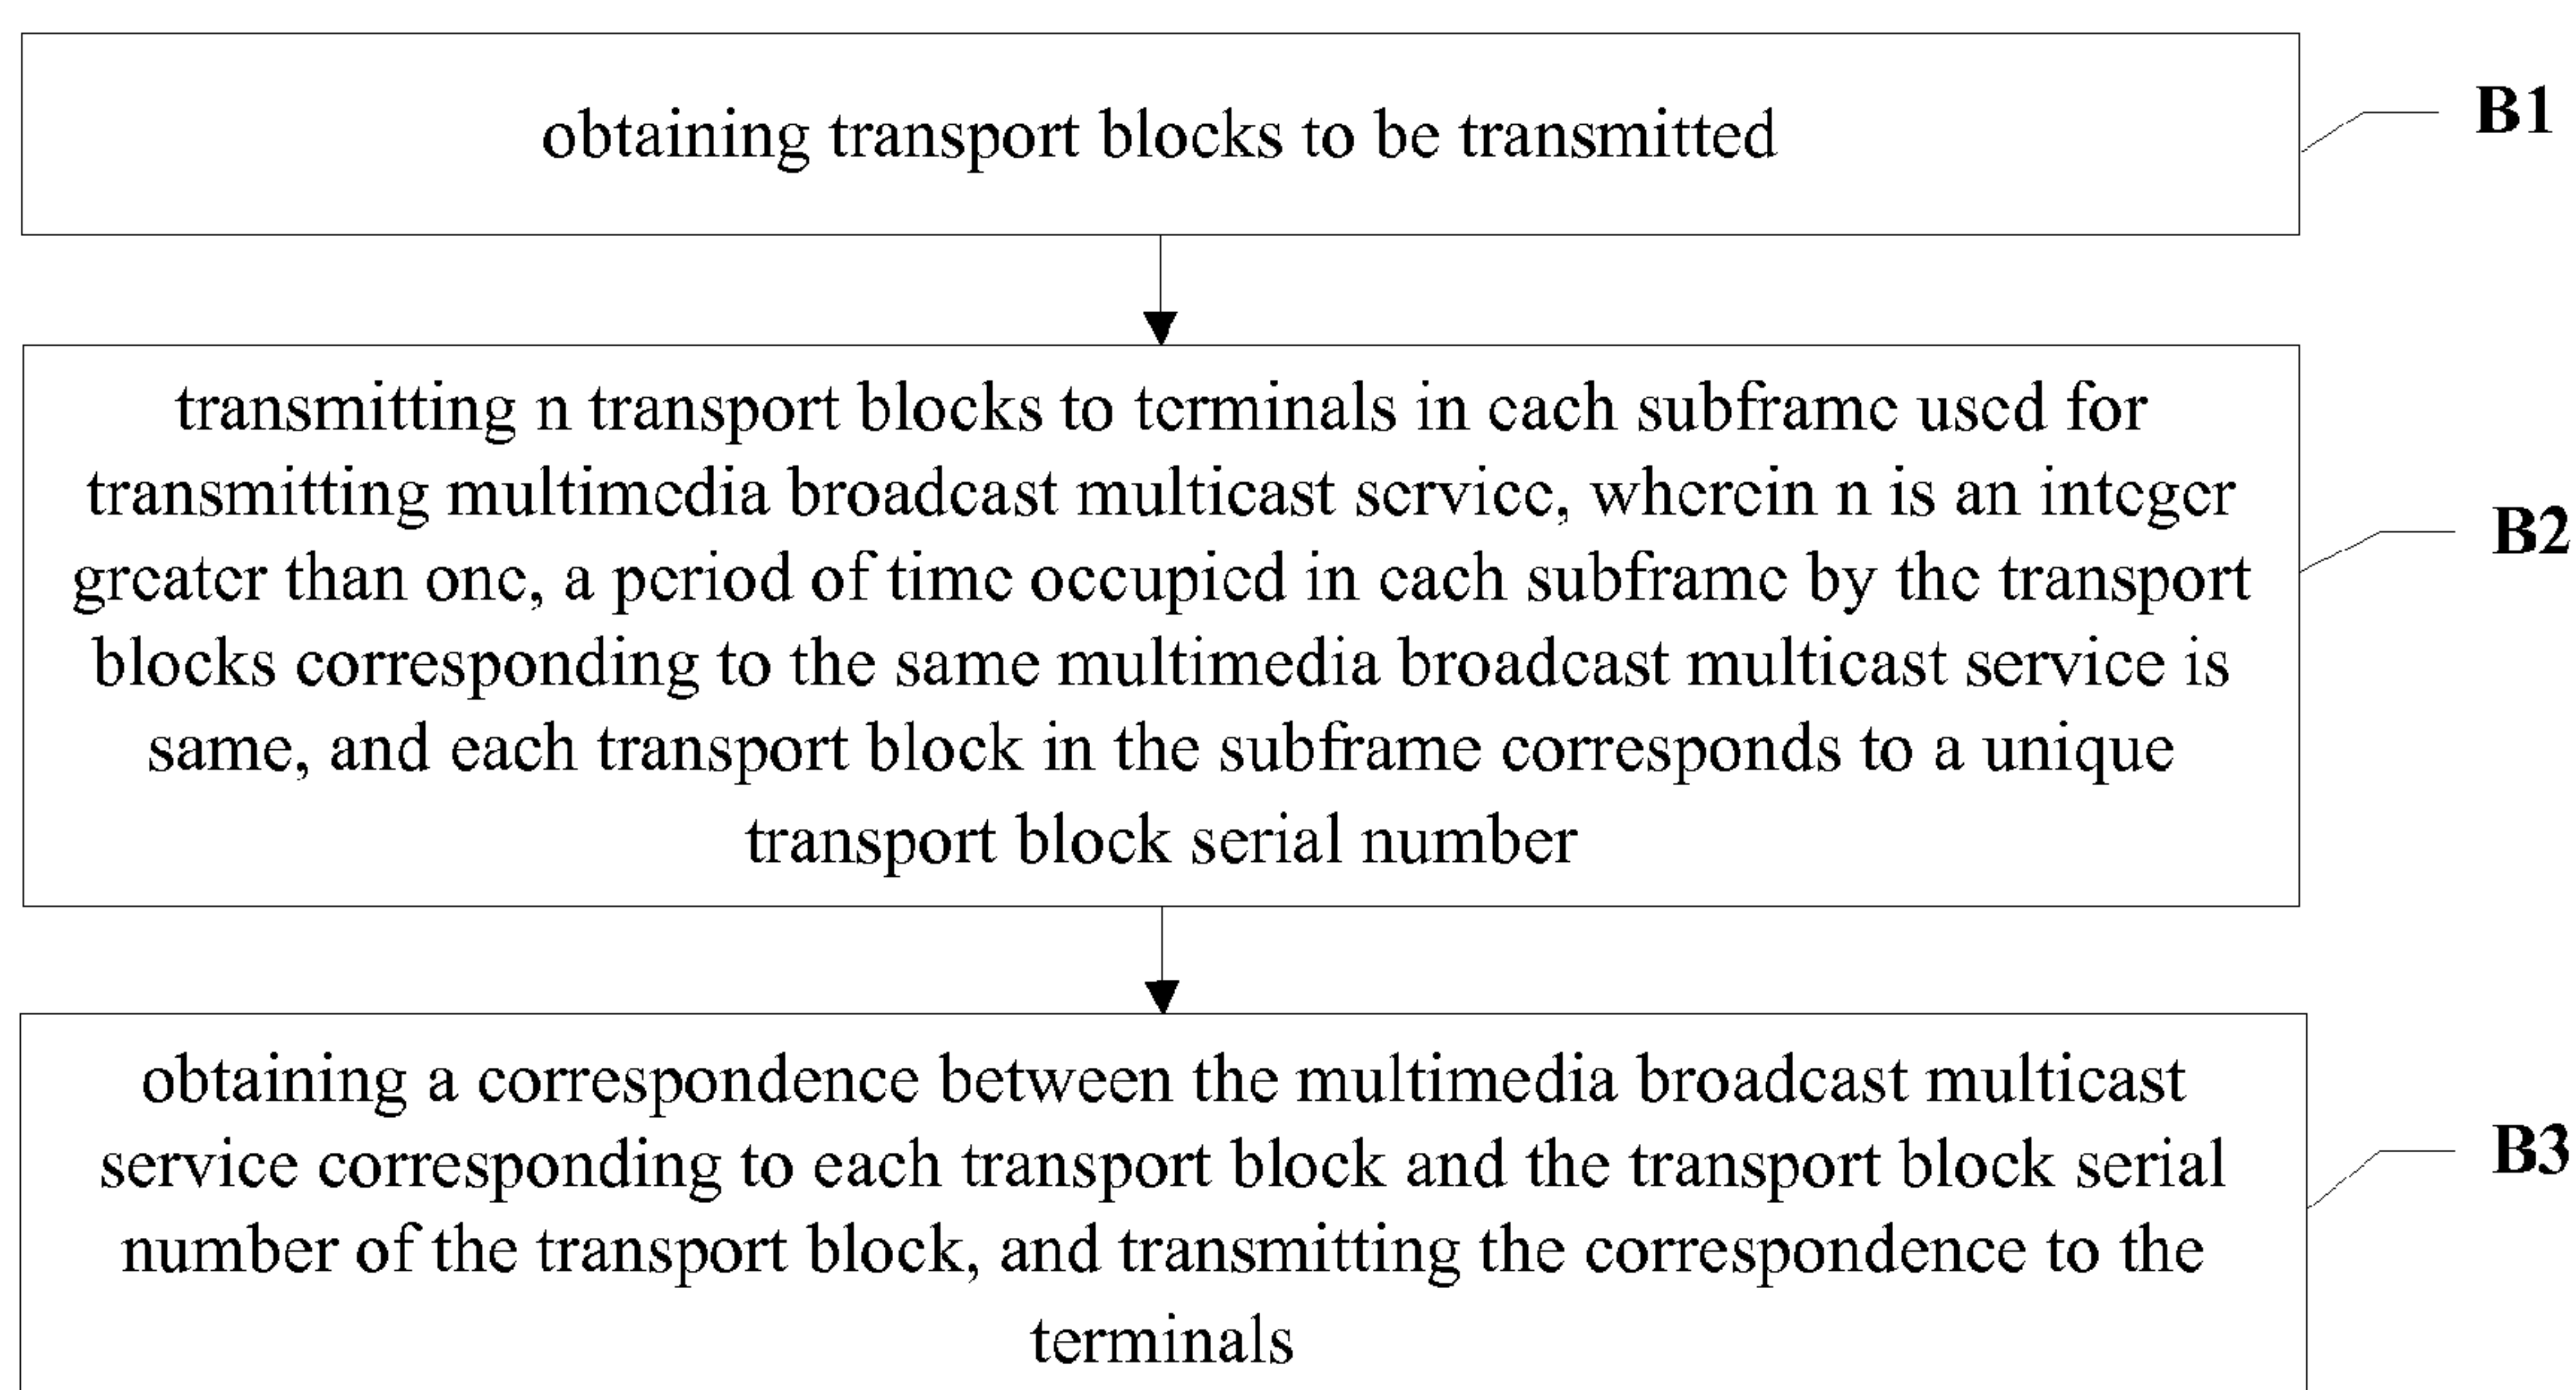 obtaining transport blocks to be transmitted
B1
transmitting n transport blocks to terminals in each subframe used for
transmitting multimedia broadcast multicast service, wherein n is an integer
greater than one, a period of time occupied in each subframe by the transport
blocks corresponding to the same multimedia broadcast multicast service is
same, and each transport block in the subframe corresponds to a unique
transport block serial number
B2
obtaining a correspondence between the multimedia broadcast multicast
service corresponding to each transport block and the transport block serial
number of the transport block, and transmitting the correspondence to the
terminals
B3